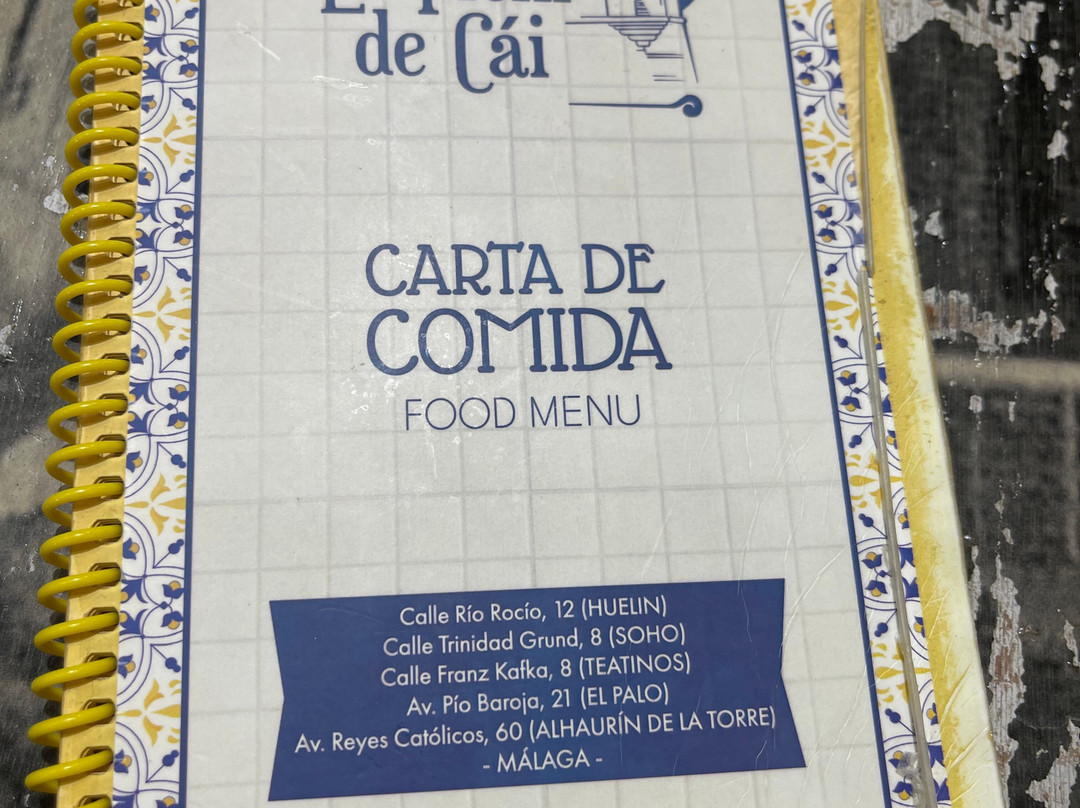 de Cái
CARTA DE
COMIDA
FOOD MENU
Calle Río Rocío, 12 (HUELIN)
Calle Trinidad Grund, 8 (SOHO)
Calle Franz Kafka, 8 (TEATINOS)
Av. Pío Baroja, 21 (EL PALO)
Av. Reyes Católicos, 60 (ALHAURÍN DE LA TORRE)
- MÁLAGA -